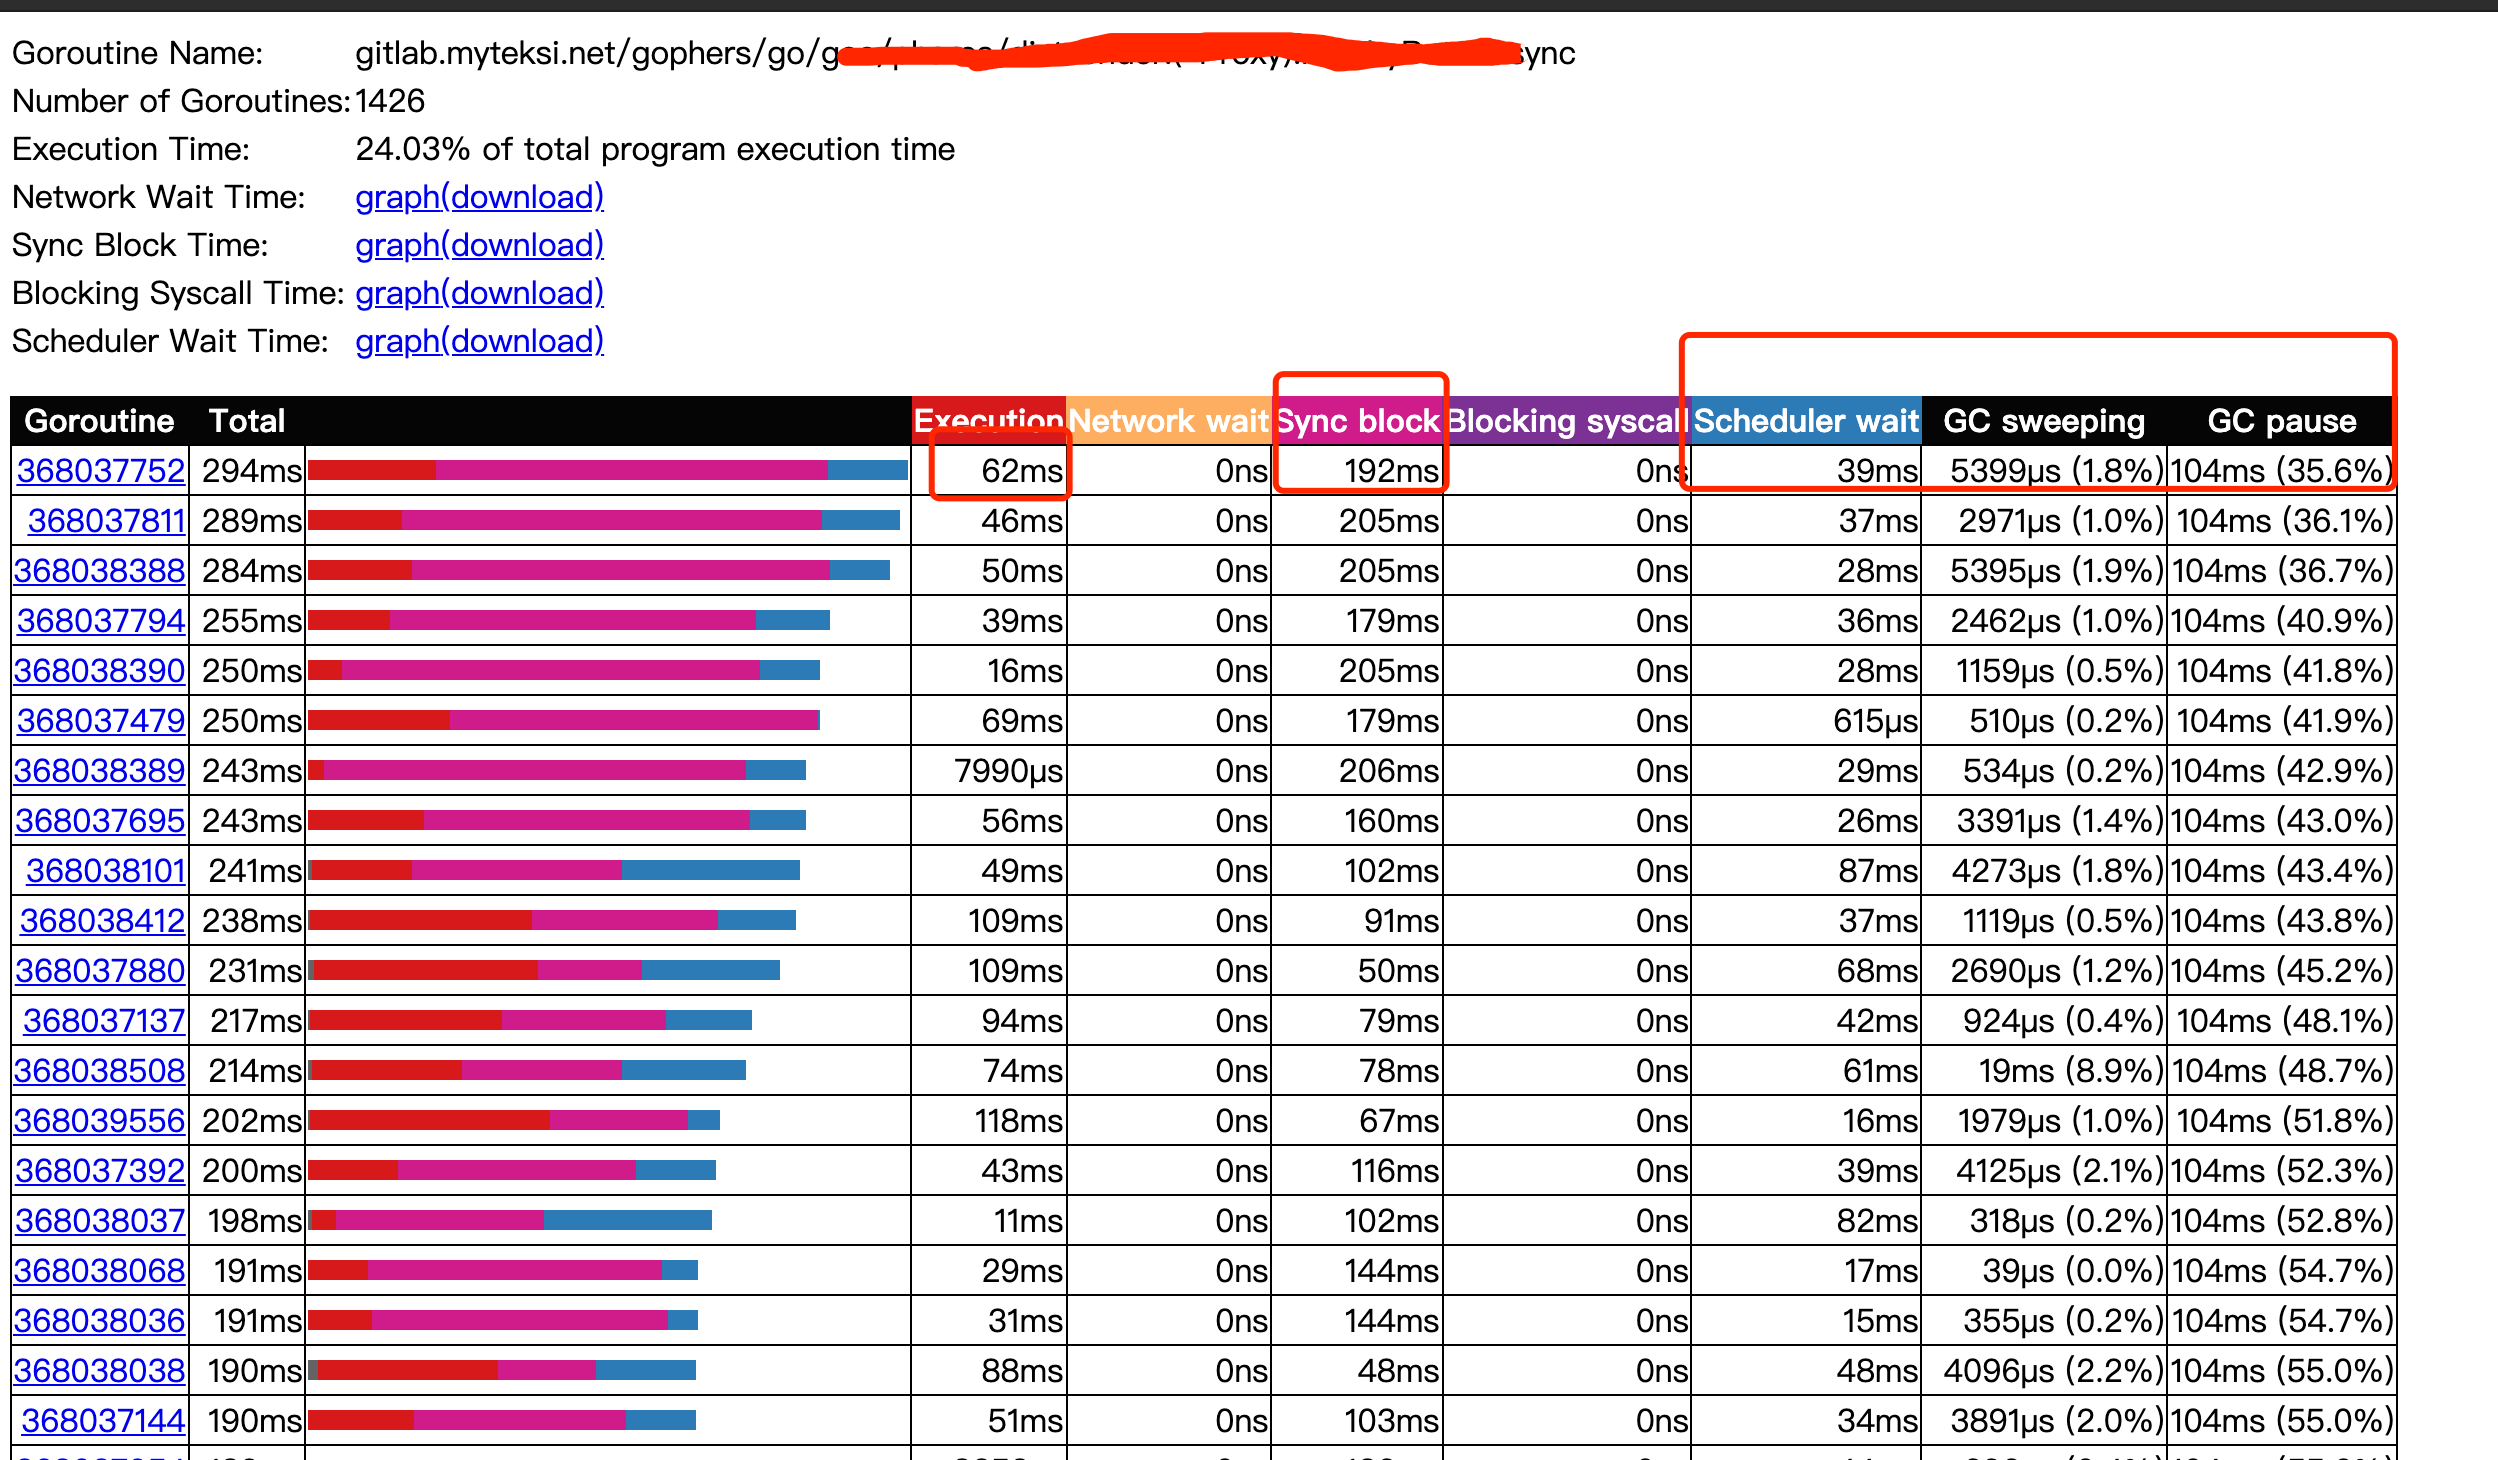 Goroutine Name: gitlab.myteksi.net/gophers/go/g sync
Number of Goroutines: 1426
Execution Time: 24.03% of total program execution time
Network Wait Time: graph(download)
Sync Block Time: graph(download)
Blocking Syscall Time: graph(download)
Scheduler Wait Time: graph(download)
Goroutine Total Execution Network wait Sync block Blocking syscall Scheduler wait GC sweeping GC pause
368037752 294ms 62ms 0ns 192ms 0ns 39ms 5399µs (1.8%) 104ms (35.6%)
368037811 289ms 46ms 0ns 205ms 0ns 37ms 2971µs (1.0%) 104ms (36.1%)
368038388 284ms 50ms 0ns 205ms 0ns 28ms 5395µs (1.9%) 104ms (36.7%)
368037794 255ms 39ms 0ns 179ms 0ns 36ms 2462µs (1.0%) 104ms (40.9%)
368038390 250ms 16ms 0ns 205ms 0ns 28ms 1159µs (0.5%) 104ms (41.8%)
368037479 250ms 69ms 0ns 179ms 0ns 615µs 510µs (0.2%) 104ms (41.9%)
368038389 243ms 7990µs 0ns 206ms 0ns 29ms 534µs (0.2%) 104ms (42.9%)
368037695 243ms 56ms 0ns 160ms 0ns 26ms 3391µs (1.4%) 104ms (43.0%)
368038101 241ms 49ms 0ns 102ms 0ns 87ms 4273µs (1.8%) 104ms (43.4%)
368038412 238ms 109ms 0ns 91ms 0ns 37ms 1119µs (0.5%) 104ms (43.8%)
368037880 231ms 109ms 0ns 50ms 0ns 68ms 2690µs (1.2%) 104ms (45.2%)
368037137 217ms 94ms 0ns 79ms 0ns 42ms 924µs (0.4%) 104ms (48.1%)
368038508 214ms 74ms 0ns 78ms 0ns 61ms 19ms (8.9%) 104ms (48.7%)
368039556 202ms 118ms 0ns 67ms 0ns 16ms 1979µs (1.0%) 104ms (51.8%)
368037392 200ms 43ms 0ns 116ms 0ns 39ms 4125µs (2.1%) 104ms (52.3%)
368038037 198ms 11ms 0ns 102ms 0ns 82ms 318µs (0.2%) 104ms (52.8%)
368038068 191ms 29ms 0ns 144ms 0ns 17ms 39µs (0.0%) 104ms (54.7%)
368038036 191ms 31ms 0ns 144ms 0ns 15ms 355µs (0.2%) 104ms (54.7%)
368038038 190ms 88ms 0ns 48ms 0ns 48ms 4096µs (2.2%) 104ms (55.0%)
368037144 190ms 51ms 0ns 103ms 0ns 34ms 3891µs (2.0%) 104ms (55.0%)